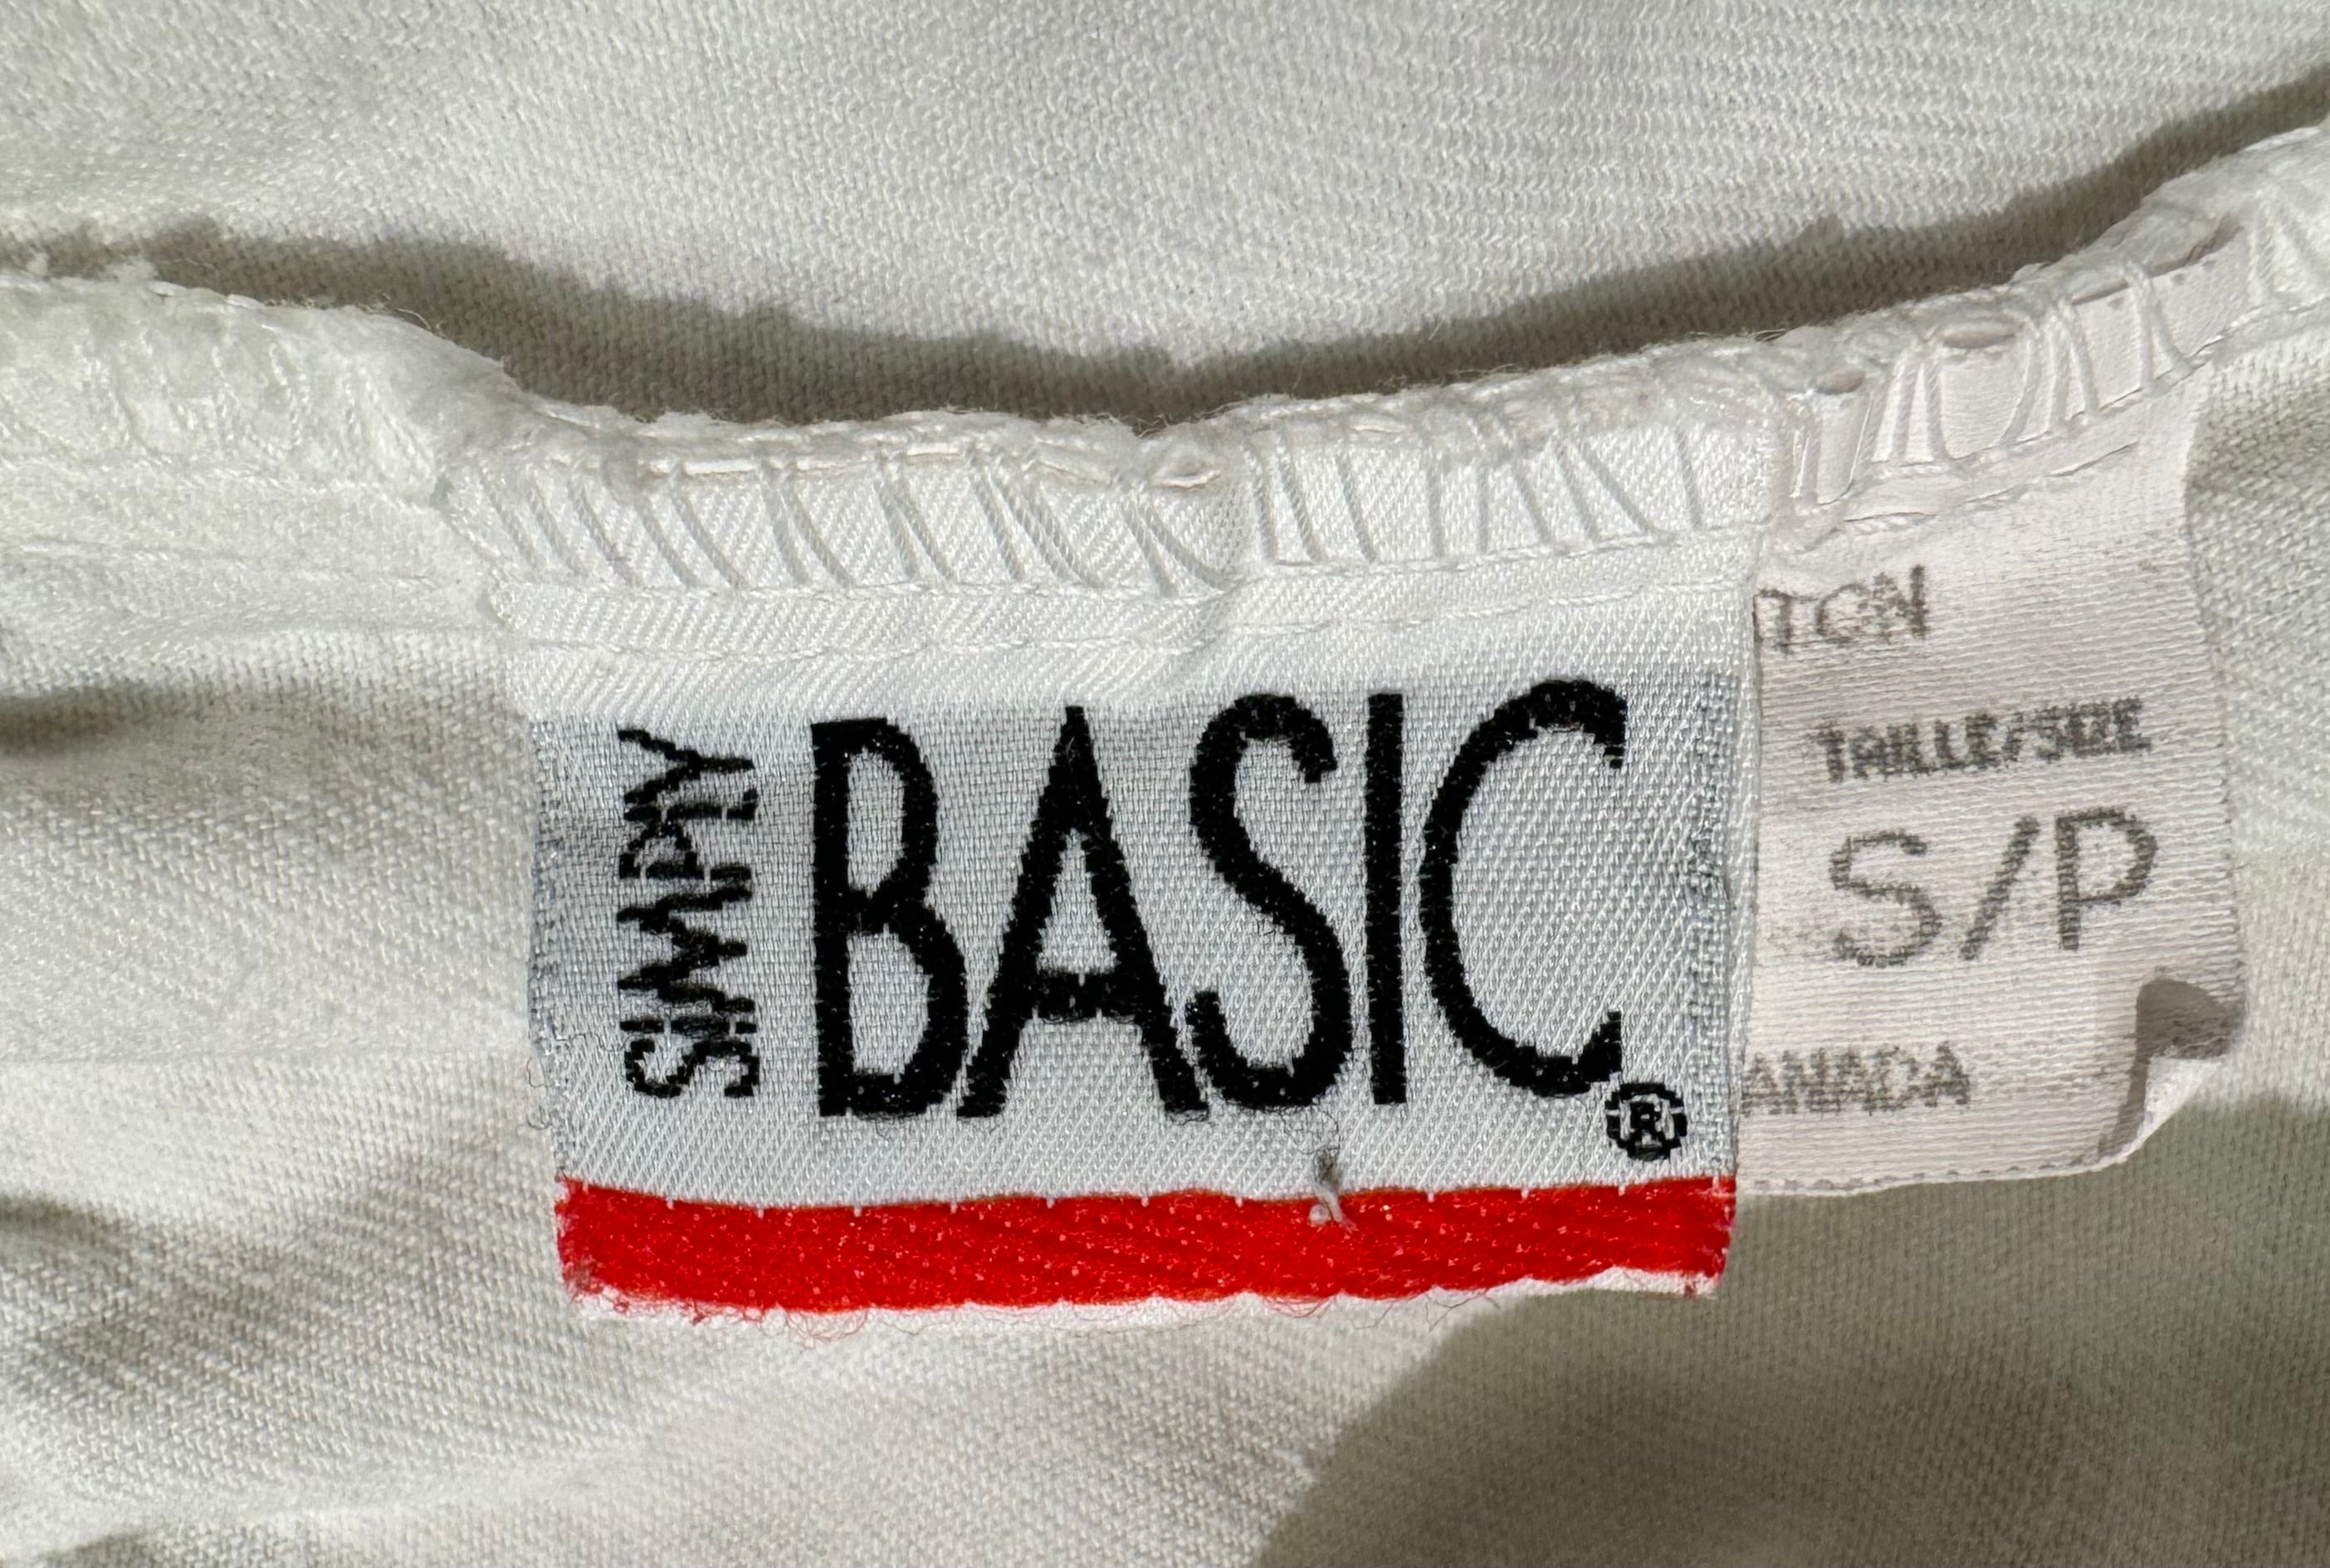 SIMPLY
BASIC®
TON
TAILLE/SIZE
S/P
ANADA